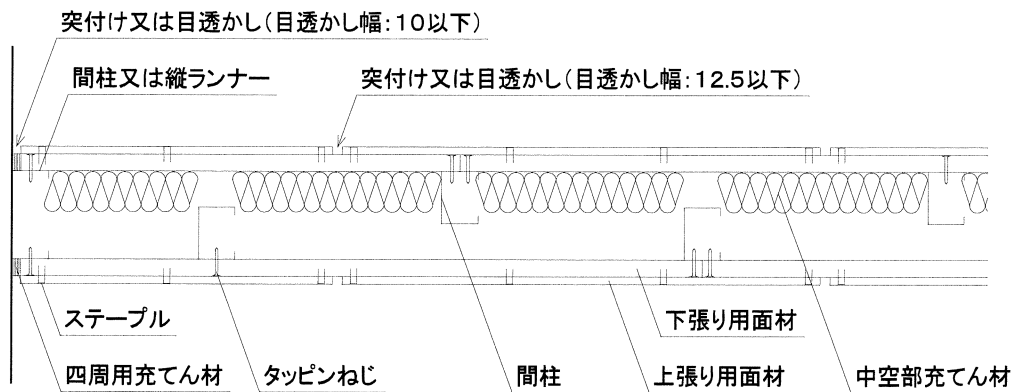 突付け又は目透かし(目透かし幅:10以下)
間柱又は縦ランナー
突付け又は目透かし(目透かし幅:12.5以下)
ステープル
下張り用面材
四周用充てん材
タッピンねじ
間柱
上張り用面材
中空部充てん材